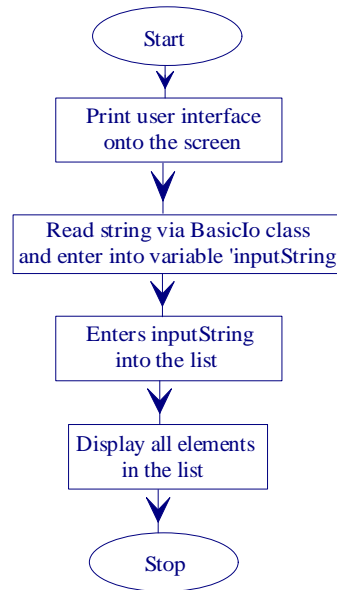 Start
Print user interface
onto the screen
Read string via BasicIo class
and enter into variable 'inputString
Enters inputString
into the list
Display all elements
in the list
Stop